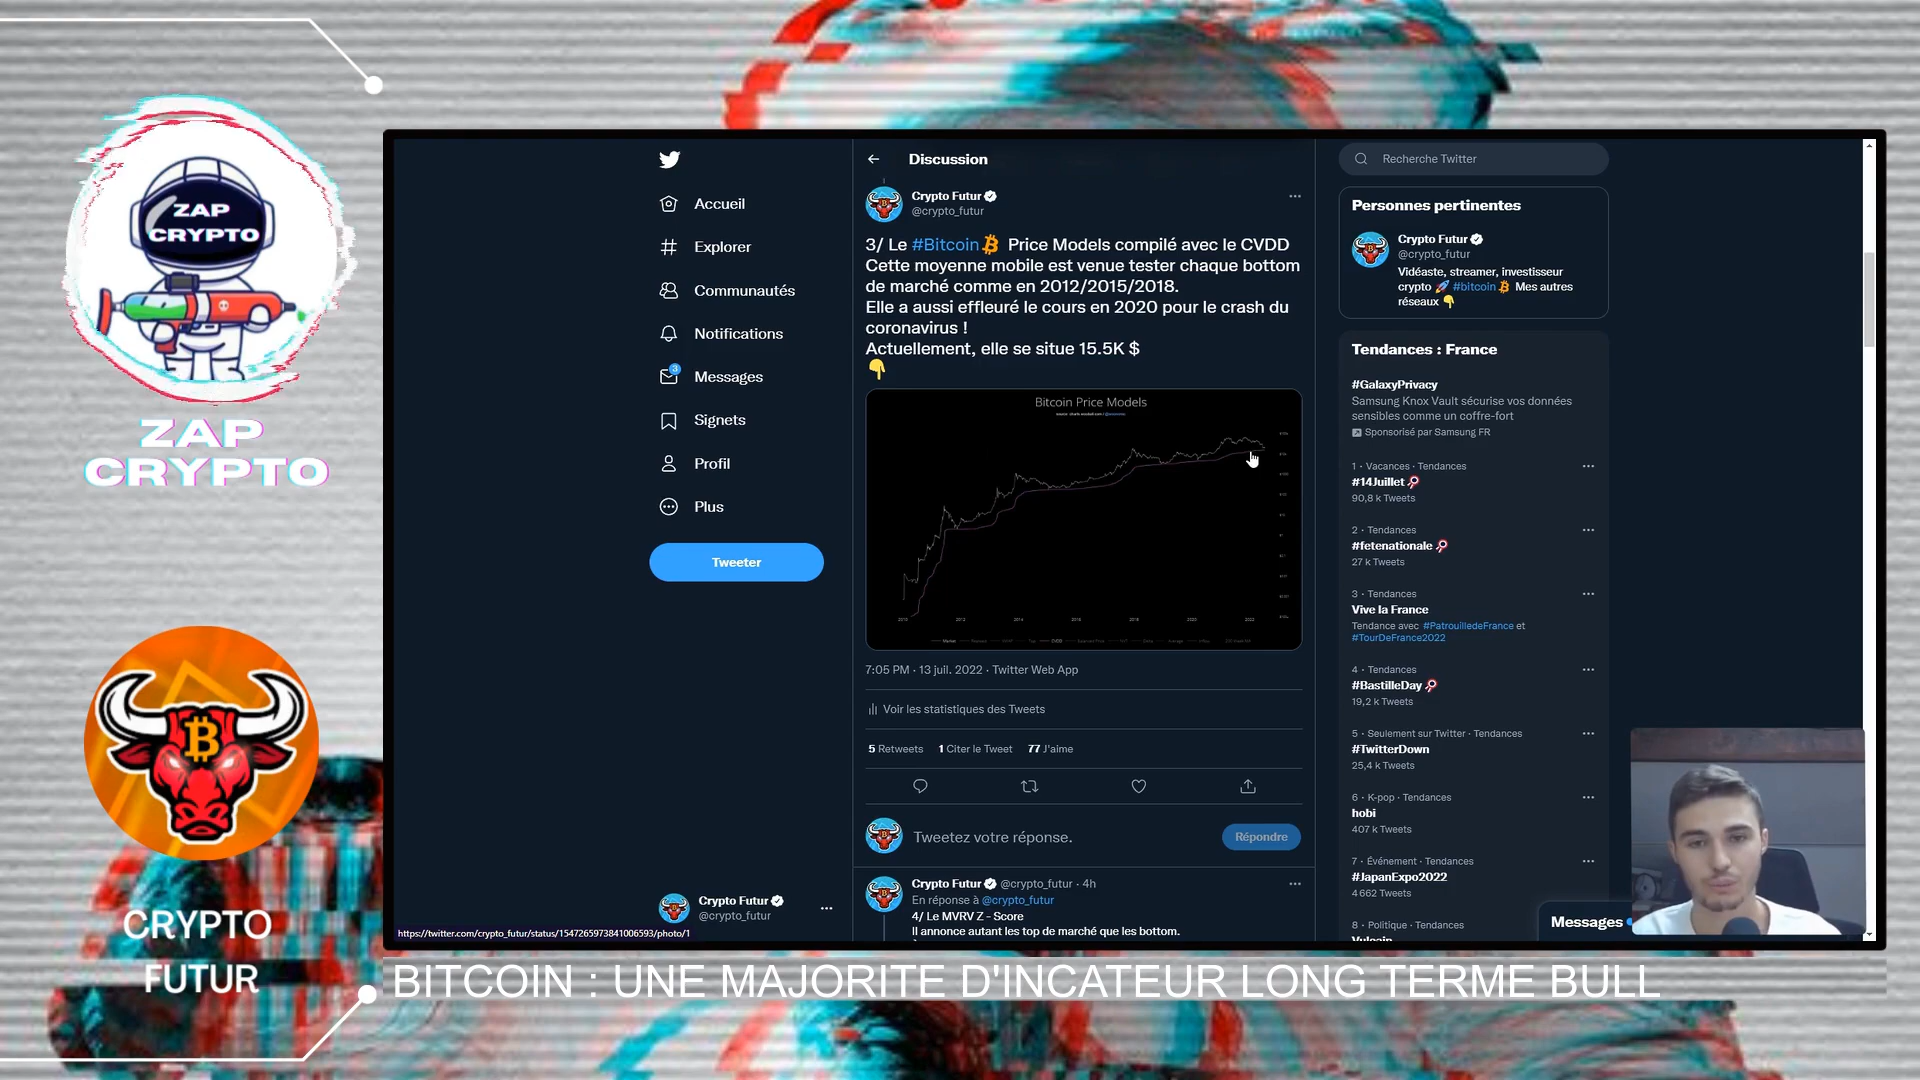 ZAP
CRYPTO
ZAP
CRYPTO
CRYPTO
FUTUR
Discussion
Recherche Twitter
Accueil
Explorer
Communautés
Notifications
3
Messages
Signets
Profil
Plus
Tweeter
Crypto Futur
@crypto_futur
Crypto Futur
@crypto_futur
3/ Le #Bitcoin Price Models compilé avec le CVDD
Cette moyenne mobile est venue tester chaque bottom
de marché comme en 2012/2015/2018.
Elle a aussi effleuré le cours en 2020 pour le crash du
coronavirus !
Actuellement, elle se situe 15.5K $
Bitcoin Price Models
2010 2012 2014 2016 2018 2020 2022
7:05 PM · 13 juil. 2022 · Twitter Web App
Voir les statistiques des Tweets
5 Retweets 1 Citer le Tweet 77 J'aime
Tweetez votre réponse.
Répondre
Crypto Futur @crypto_futur · 4h
En réponse à @crypto_futur
4/ Le MVRV Z - Score
Il annonce autant les top de marché que les bottom.
Personnes pertinentes
Crypto Futur
@crypto_futur
Vidéaste, streamer, investisseur
crypto #bitcoin Mes autres
réseaux
Tendances : France
#GalaxyPrivacy
Samsung Knox Vault sécurise vos données
sensibles comme un coffre-fort
Sponsorisé par Samsung FR
1 · Vacances · Tendances
#14Juillet
90,8 k Tweets
2 · Tendances
#fetenationale
27 k Tweets
3 · Tendances
Vive la France
Tendance avec #PatrouilledeFrance et
#TourDeFrance2022
4 · Tendances
#BastilleDay
19,2 k Tweets
5 · Seulement sur Twitter · Tendances
#TwitterDown
25,4 k Tweets
6 · K-pop · Tendances
hobi
407 k Tweets
7 · Événement · Tendances
#JapanExpo2022
4 662 Tweets
8 · Politique · Tendances
Messages
https://twitter.com/crypto_futur/status/1547265973841006593/photo/1
BITCOIN : UNE MAJORITE D'INCATEUR LONG TERME BULL